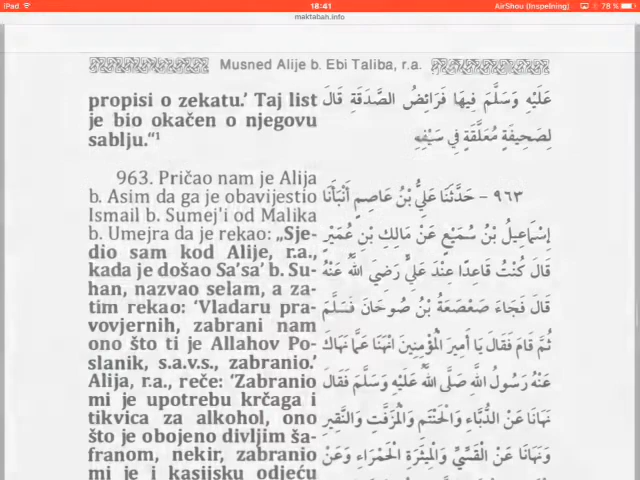 iPad 18:41 AirShou (Inspelning) 78 %
maktabah.info
Musned Alije b. Ebi Taliba, r.a.
propisi o zekatu.’ Taj list
je bio okačen o njegovu
sablju.“¹
963. Pričao nam je Alija
b. Asim da ga je obavijestio
Ismail b. Sumej'i od Malika
b. Umejra da je rekao: „Sje-
dio sam kod Alije, r.a.,
kada je došao Sa'sa' b. Su-
han, nazvao selam, a za-
tim rekao: ‘Vladaru pra-
vovjernih, zabrani nam
ono što ti je Allahov Po-
slanik, s.a.v.s., zabranio.’
Alija, r.a., reče: ‘Zabranio
mi je upotrebu krčaga i
tikvica za alkohol, ono
što je obojeno divljim ša-
franom, nekir, zabranio
mi je i kasijsku odjeću
عَلَيْهِ وَسَلَّمَ فِيهَا فَرَائِضُ الصَّدَقَةِ قَالَ
لِصَحِيفَةٍ مُعَلَّقَةٍ فِي سَيْفِهِ
٩٦٣ – حَدَّثَنَا عَلِيُّ بْنُ عَاصِمٍ أَنْبَأَنَا
إِسْمَاعِيلُ بْنُ سُمَيْعٍ عَنْ مَالِكِ بْنِ عُمَيْرٍ
قَالَ كُنْتُ قَاعِدًا عِنْدَ عَلِيٍّ رَضِيَ اللَّهُ عَنْهُ
قَالَ فَجَاءَ صَعْصَعَةُ بْنُ صُوحَانَ فَسَلَّمَ
ثُمَّ قَامَ فَقَالَ يَا أَمِيرَ الْمُؤْمِنِينَ انْهَنَا عَمَّا نَهَاكَ
عَنْهُ رَسُولُ اللَّهِ صَلَّى اللَّهُ عَلَيْهِ وَسَلَّمَ فَقَالَ
نَهَانَا عَنْ الدُّبَّاءِ وَالْحَنْتَمِ وَالْمُزَفَّتِ وَالنَّقِيرِ
وَنَهَانَا عَنْ الْقَسِّيِّ وَالْمِيثَرَةِ الْحَمْرَاءِ وَعَنْ